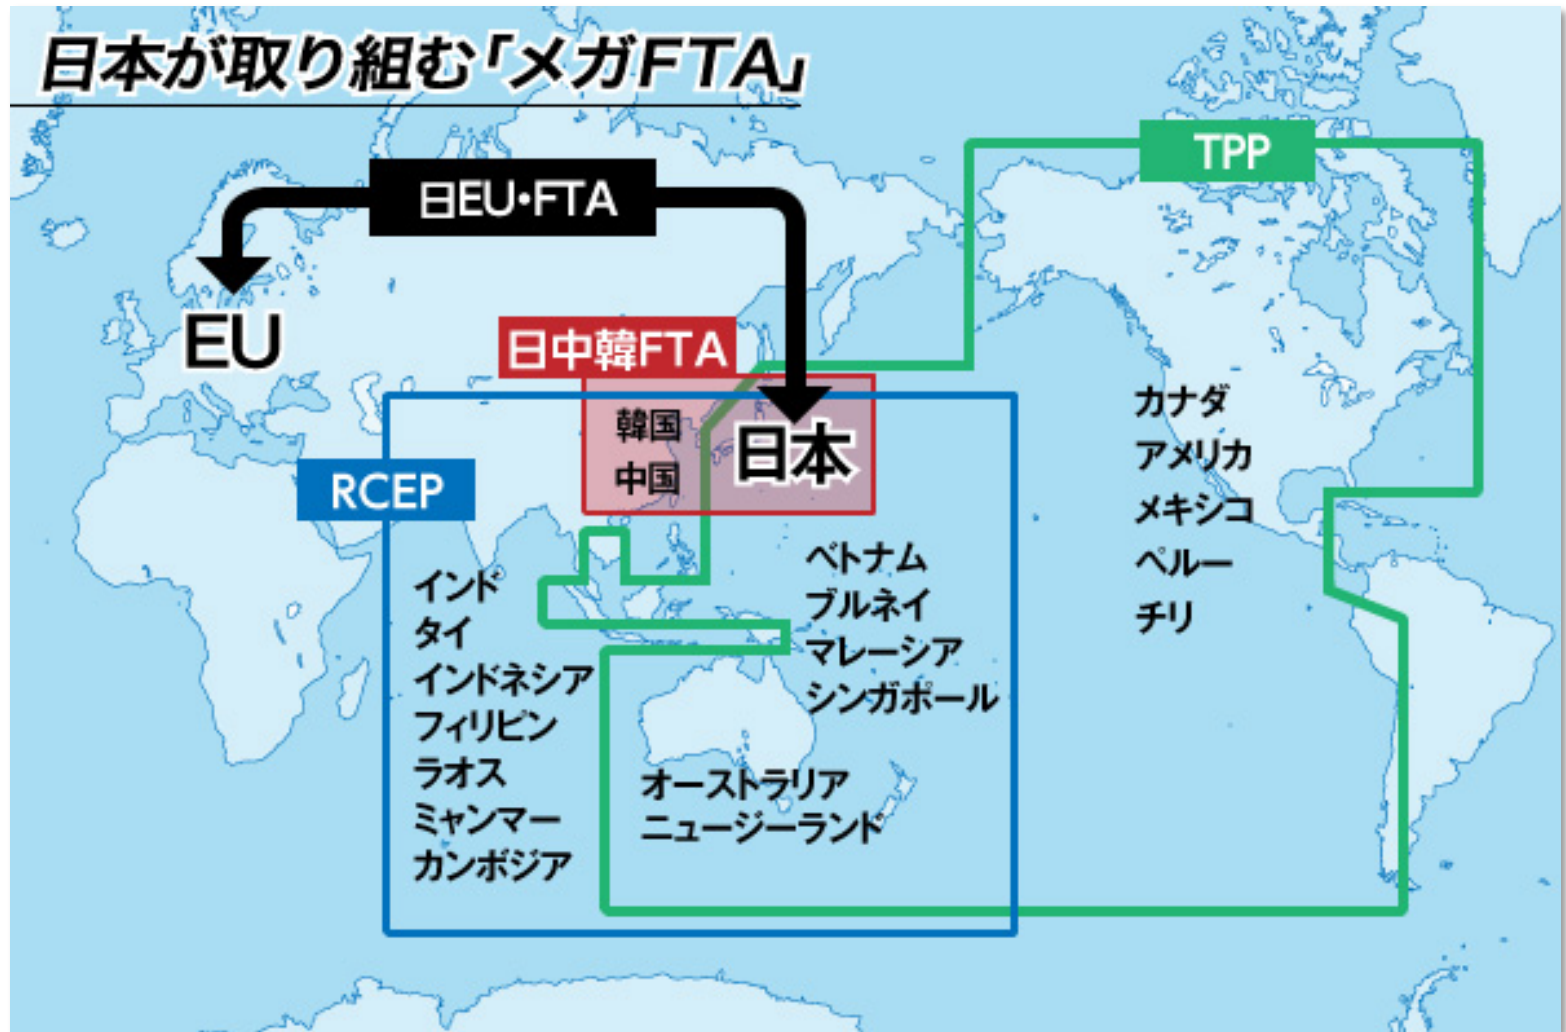 日本が取り組む「メガFTA」
TPP
日EU・FTA
EU
日中韓FTA
韓国
中国
日本
RCEP
カナダ
アメリカ
メキシコ
ペルー
チリ
インド
タイ
インドネシア
フィリピン
ラオス
ミャンマー
カンボジア
ベトナム
ブルネイ
マレーシア
シンガポール
オーストラリア
ニュージーランド